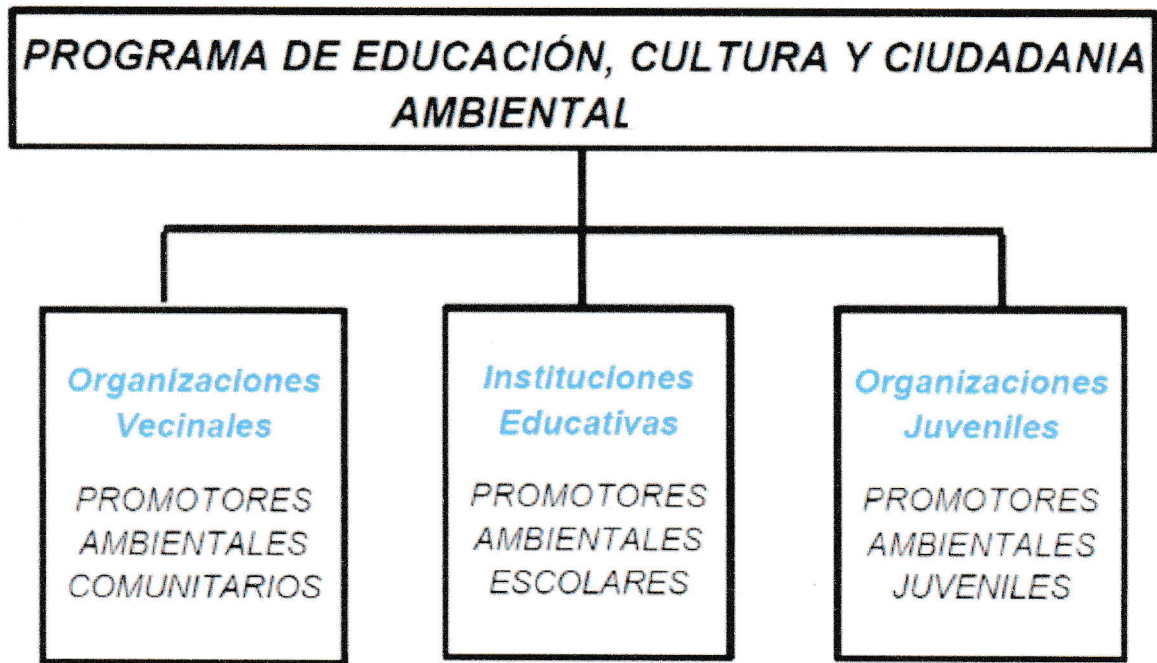 PROGRAMA DE EDUCACIÓN, CULTURA Y CIUDADANIA
AMBIENTAL
Organizaciones
Vecinales
PROMOTORES
AMBIENTALES
COMUNITARIOS
Instituciones
Educativas
PROMOTORES
AMBIENTALES
ESCOLARES
Organizaciones
Juveniles
PROMOTORES
AMBIENTALES
JUVENILES